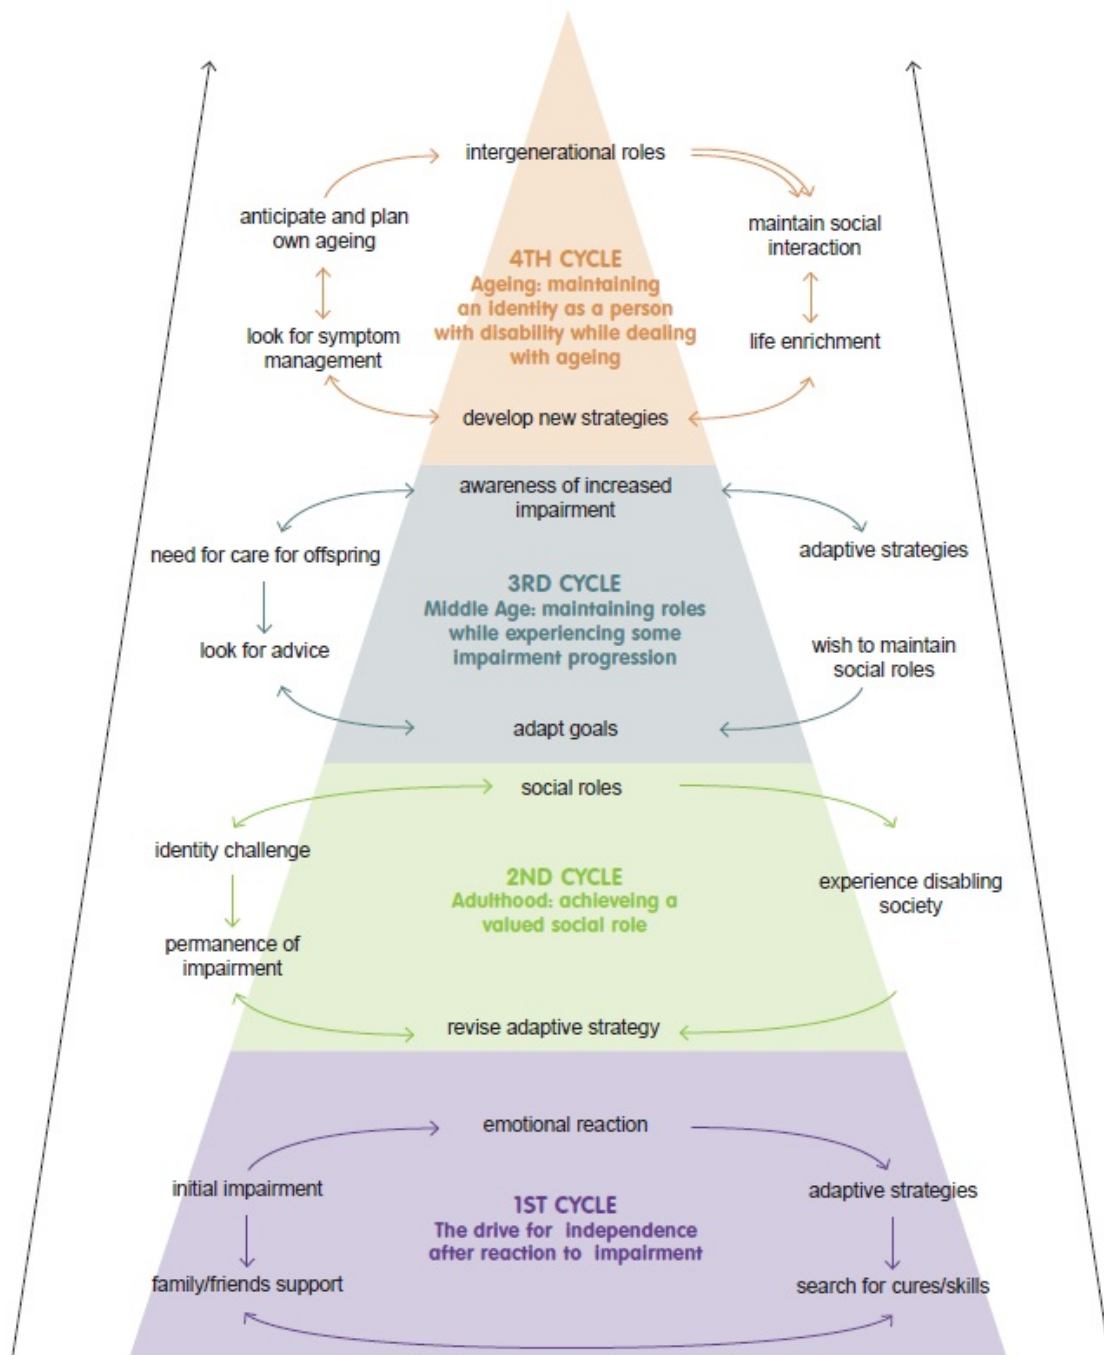 intergenerational roles
anticipate and plan
own ageing
maintain social
interaction
4TH CYCLE
Ageing: maintaining
an identity as a person
with disability while dealing
with ageing
look for symptom
management
life enrichment
develop new strategies
awareness of increased
impairment
need for care for offspring
adaptive strategies
3RD CYCLE
Middle Age: maintaining roles
while experiencing some
impairment progression
look for advice
wish to maintain
social roles
adapt goals
social roles
identity challenge
2ND CYCLE
Adulthood: achieveing a
valued social role
experience disabling
society
permanence of
impairment
revise adaptive strategy
emotional reaction
initial impairment
adaptive strategies
1ST CYCLE
The drive for independence
after reaction to impairment
family/friends support
search for cures/skills